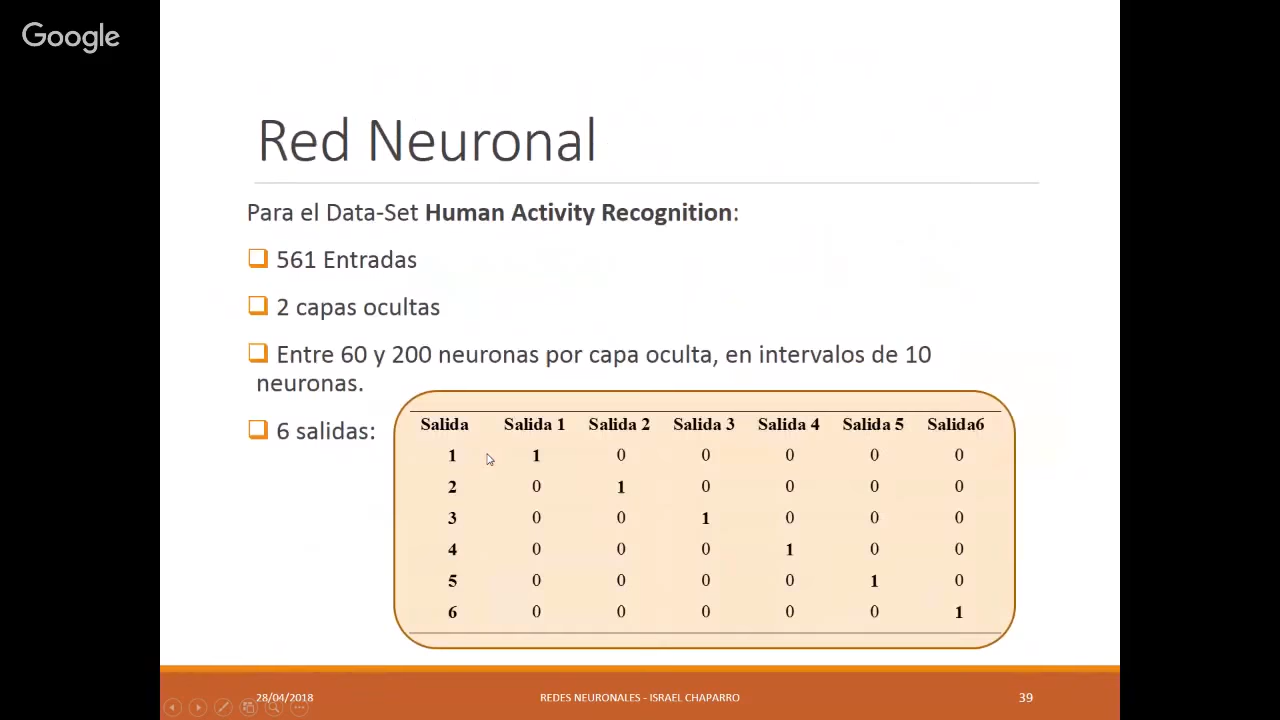 Google
Red Neuronal
Para el Data-Set Human Activity Recognition:
561 Entradas
2 capas ocultas
Entre 60 y 200 neuronas por capa oculta, en intervalos de 10
neuronas.
6 salidas:
Salida Salida 1 Salida 2 Salida 3 Salida 4 Salida 5 Salida6
1 1 0 0 0 0 0
2 0 1 0 0 0 0
3 0 0 1 0 0 0
4 0 0 0 1 0 0
5 0 0 0 0 1 0
6 0 0 0 0 0 1
28/04/2018 REDES NEURONALES - ISRAEL CHAPARRO 39